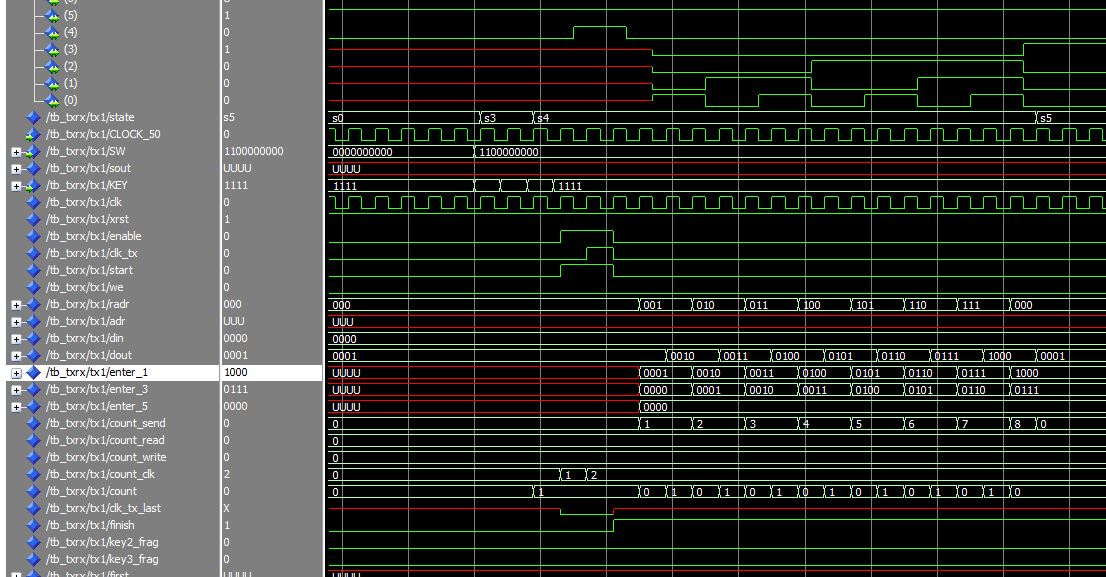 (5) 1
(4) 0
(3) 1
(2) 0
(1) 0
(0) 0
/tb_txrx/tx1/state s5 s0 s3 s4 s5
/tb_txrx/tx1/CLOCK_50 0
/tb_txrx/tx1/SW 1100000000 0000000000 1100000000
/tb_txrx/tx1/sout UUUU UUUU
/tb_txrx/tx1/KEY 1111 1111 1111
/tb_txrx/tx1/clk 0
/tb_txrx/tx1/xrst 1
/tb_txrx/tx1/enable 0
/tb_txrx/tx1/clk_tx 0
/tb_txrx/tx1/start 0
/tb_txrx/tx1/we 0
/tb_txrx/tx1/radr 000 000 001 010 011 100 101 110 111 000
/tb_txrx/tx1/adr UUU UUU
/tb_txrx/tx1/din 0000 0000
/tb_txrx/tx1/dout 0001 0001 0010 0011 0100 0101 0110 0111 1000 0001
/tb_txrx/tx1/enter_1 1000 UUUU 0001 0010 0011 0100 0101 0110 0111 1000
/tb_txrx/tx1/enter_3 0111 UUUU 0000 0001 0010 0011 0100 0101 0110 0111
/tb_txrx/tx1/enter_5 0000 UUUU 0000
/tb_txrx/tx1/count_send 0 0 1 2 3 4 5 6 7 8 0
/tb_txrx/tx1/count_read 0 0
/tb_txrx/tx1/count_write 0 0
/tb_txrx/tx1/count_clk 2 0 1 2
/tb_txrx/tx1/count 0 0 1 0 1 0 1 0 1 0 1 0 1 0 1 0 1 0
/tb_txrx/tx1/clk_tx_last X
/tb_txrx/tx1/finish 1
/tb_txrx/tx1/key2_frag 0
/tb_txrx/tx1/key3_frag 0
/tb_txrx/tx1/first UUUU UUUU